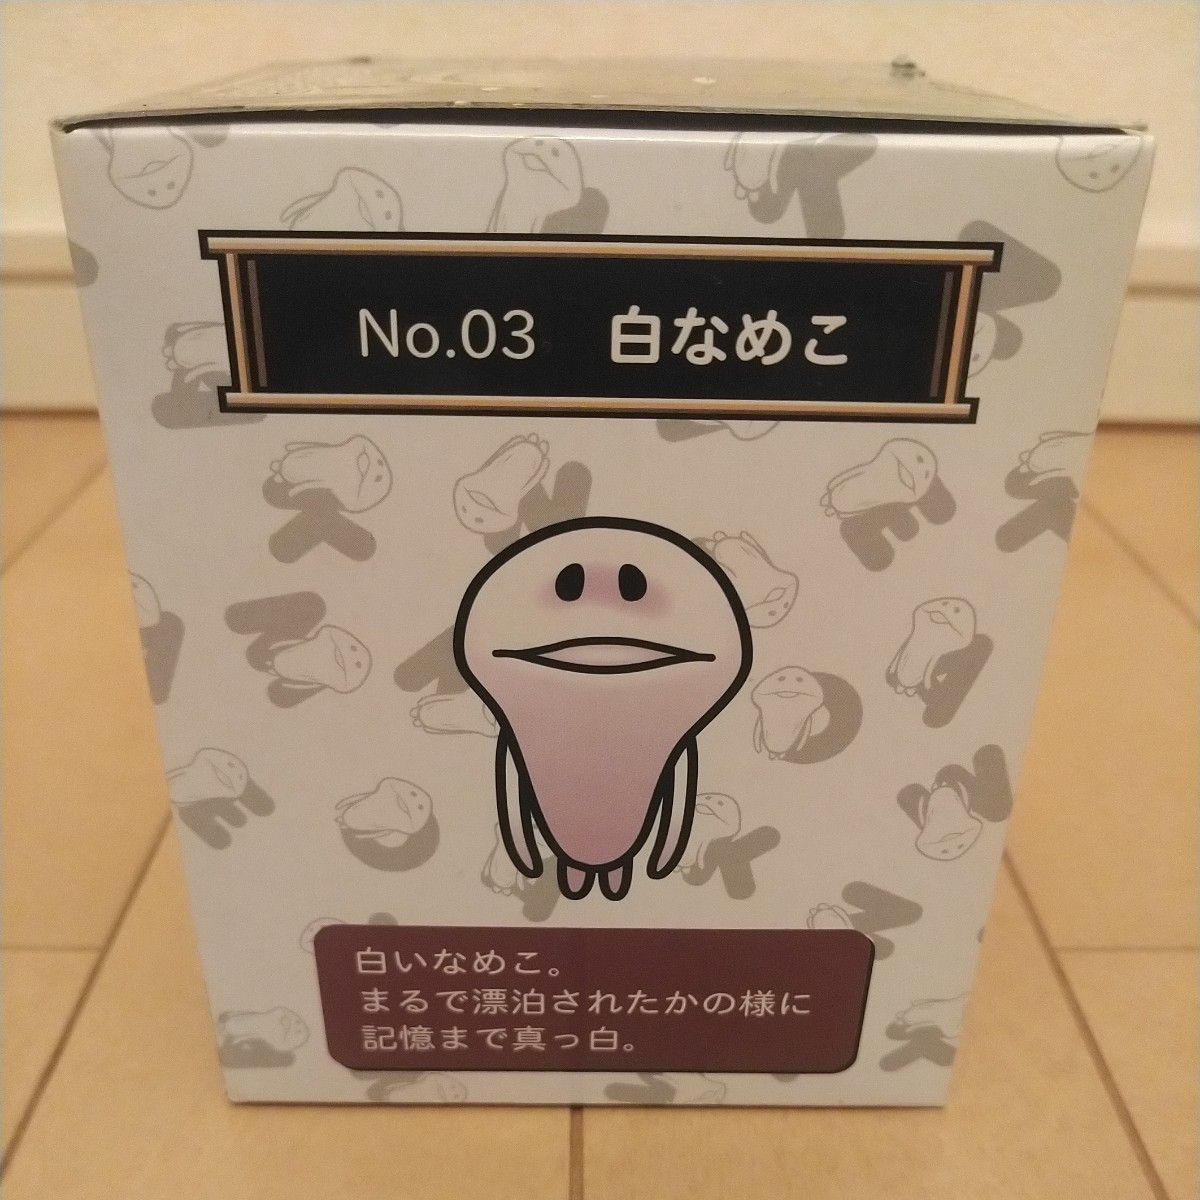 No.03 白なめこ
白いなめこ。
まるで漂泊されたかの様に
記憶まで真っ白。